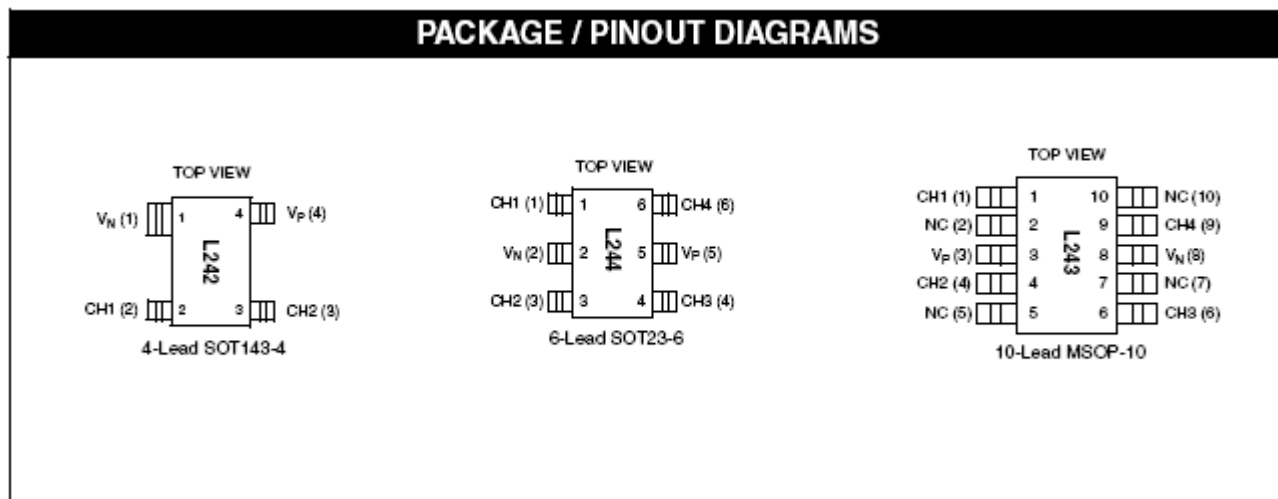 PACKAGE / PINOUT DIAGRAMS
TOP VIEW
VN (1) 1 4 VP (4)
L242
CH1 (2) 2 3 CH2 (3)
4-Lead SOT143-4
TOP VIEW
CH1 (1) 1 6 CH4 (6)
VN (2) 2 5 VP (5)
L244
CH2 (3) 3 4 CH3 (4)
6-Lead SOT23-6
TOP VIEW
CH1 (1) 1 10 NC (10)
NC (2) 2 9 CH4 (9)
VP (3) 3 8 VN (8)
L243
CH2 (4) 4 7 NC (7)
NC (5) 5 6 CH3 (6)
10-Lead MSOP-10